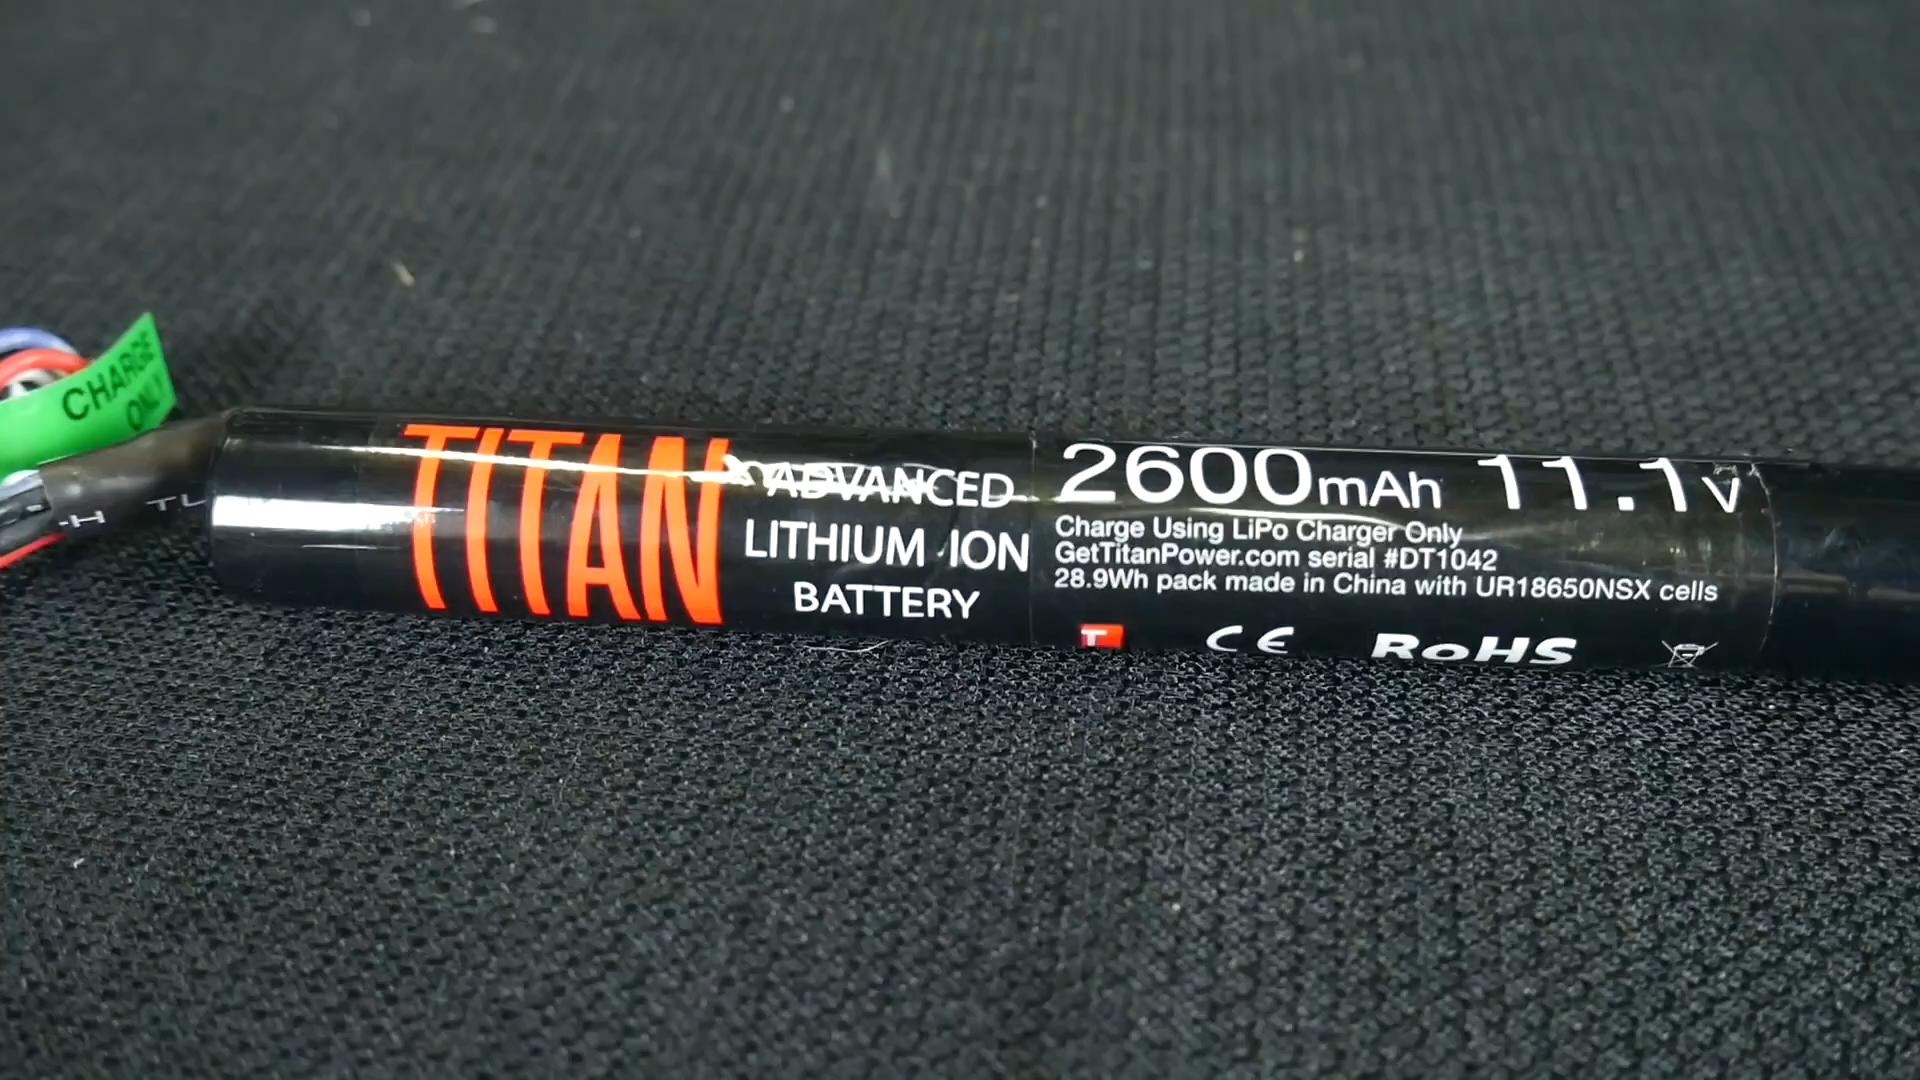 CHARGE
ONLY
TITAN
ADVANCED
LITHIUM ION
BATTERY
2600mAh 11.1v
Charge Using LiPo Charger Only
GetTitanPower.com serial #DT1042
28.9Wh pack made in China with UR18650NSX cells
T
CE
RoHS